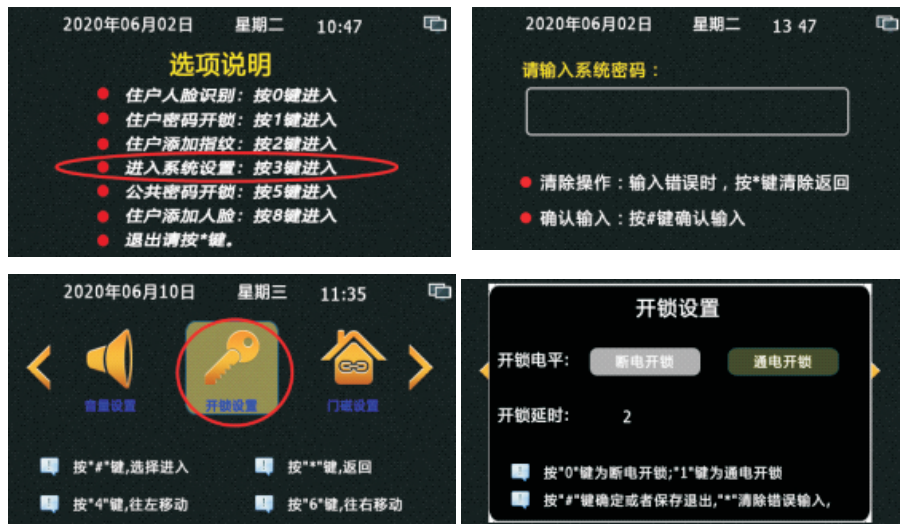 2020年06月02日 星期二 10:47
选项说明
住户人脸识别：按0键进入
住户密码开锁：按1键进入
住户添加指纹：按2键进入
进入系统设置：按3键进入
公共密码开锁：按5键进入
住户添加人脸：按8键进入
退出请按*键。
2020年06月02日 星期二 13 47
请输入系统密码：
清除操作：输入错误时，按*键清除返回
确认输入：按#键确认输入
2020年06月10日 星期三 11:35
音量设置 开锁设置 门磁设置
按"#"键,选择进入 按"*"键,返回
按"4"键,往左移动 按"6"键,往右移动
开锁设置
开锁电平: 断电开锁 通电开锁
开锁延时: 2
按"0"键为断电开锁;"1"键为通电开锁
按"#"键确定或者保存退出,"*"清除错误输入,